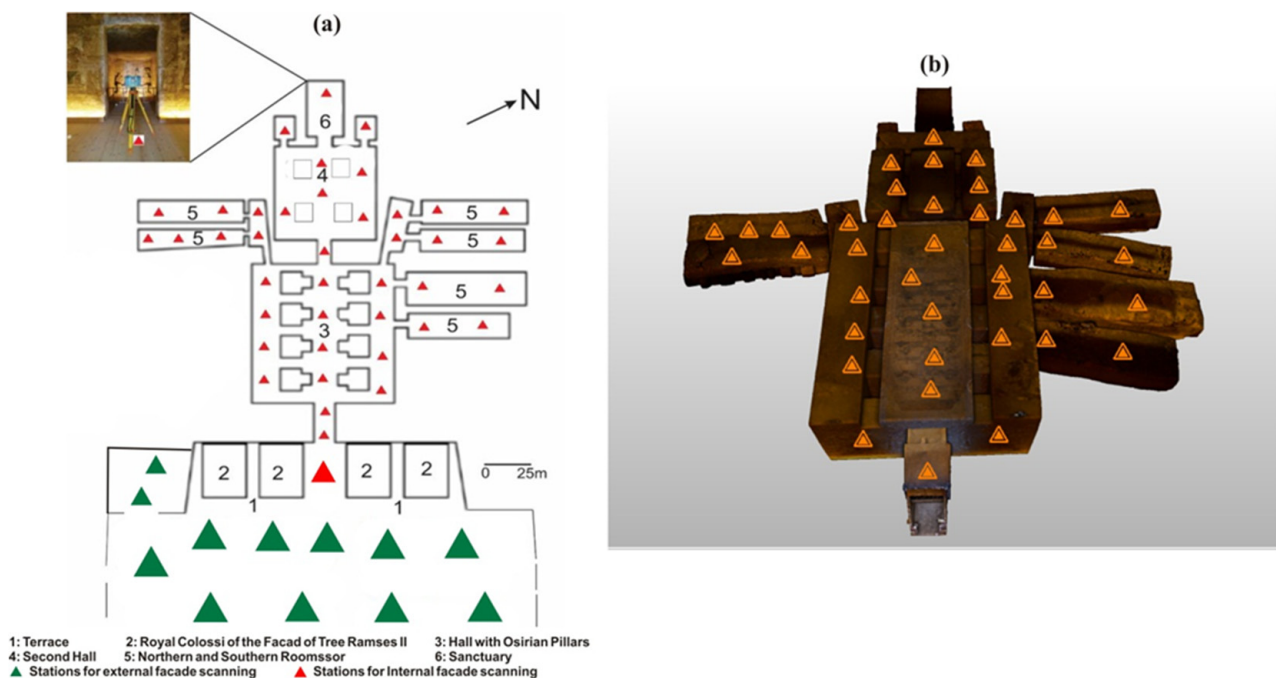 (a)
(b)
N
6
4
5
5
5
5
5
5
3
2
2
2
2
1
1
0 25m
1: Terrace 2: Royal Colossi of the Facad of Tree Ramses II 3: Hall with Osirian Pillars
4: Second Hall 5: Northern and Southern Roomssor 6: Sanctuary
Stations for external facade scanning Stations for Internal facade scanning